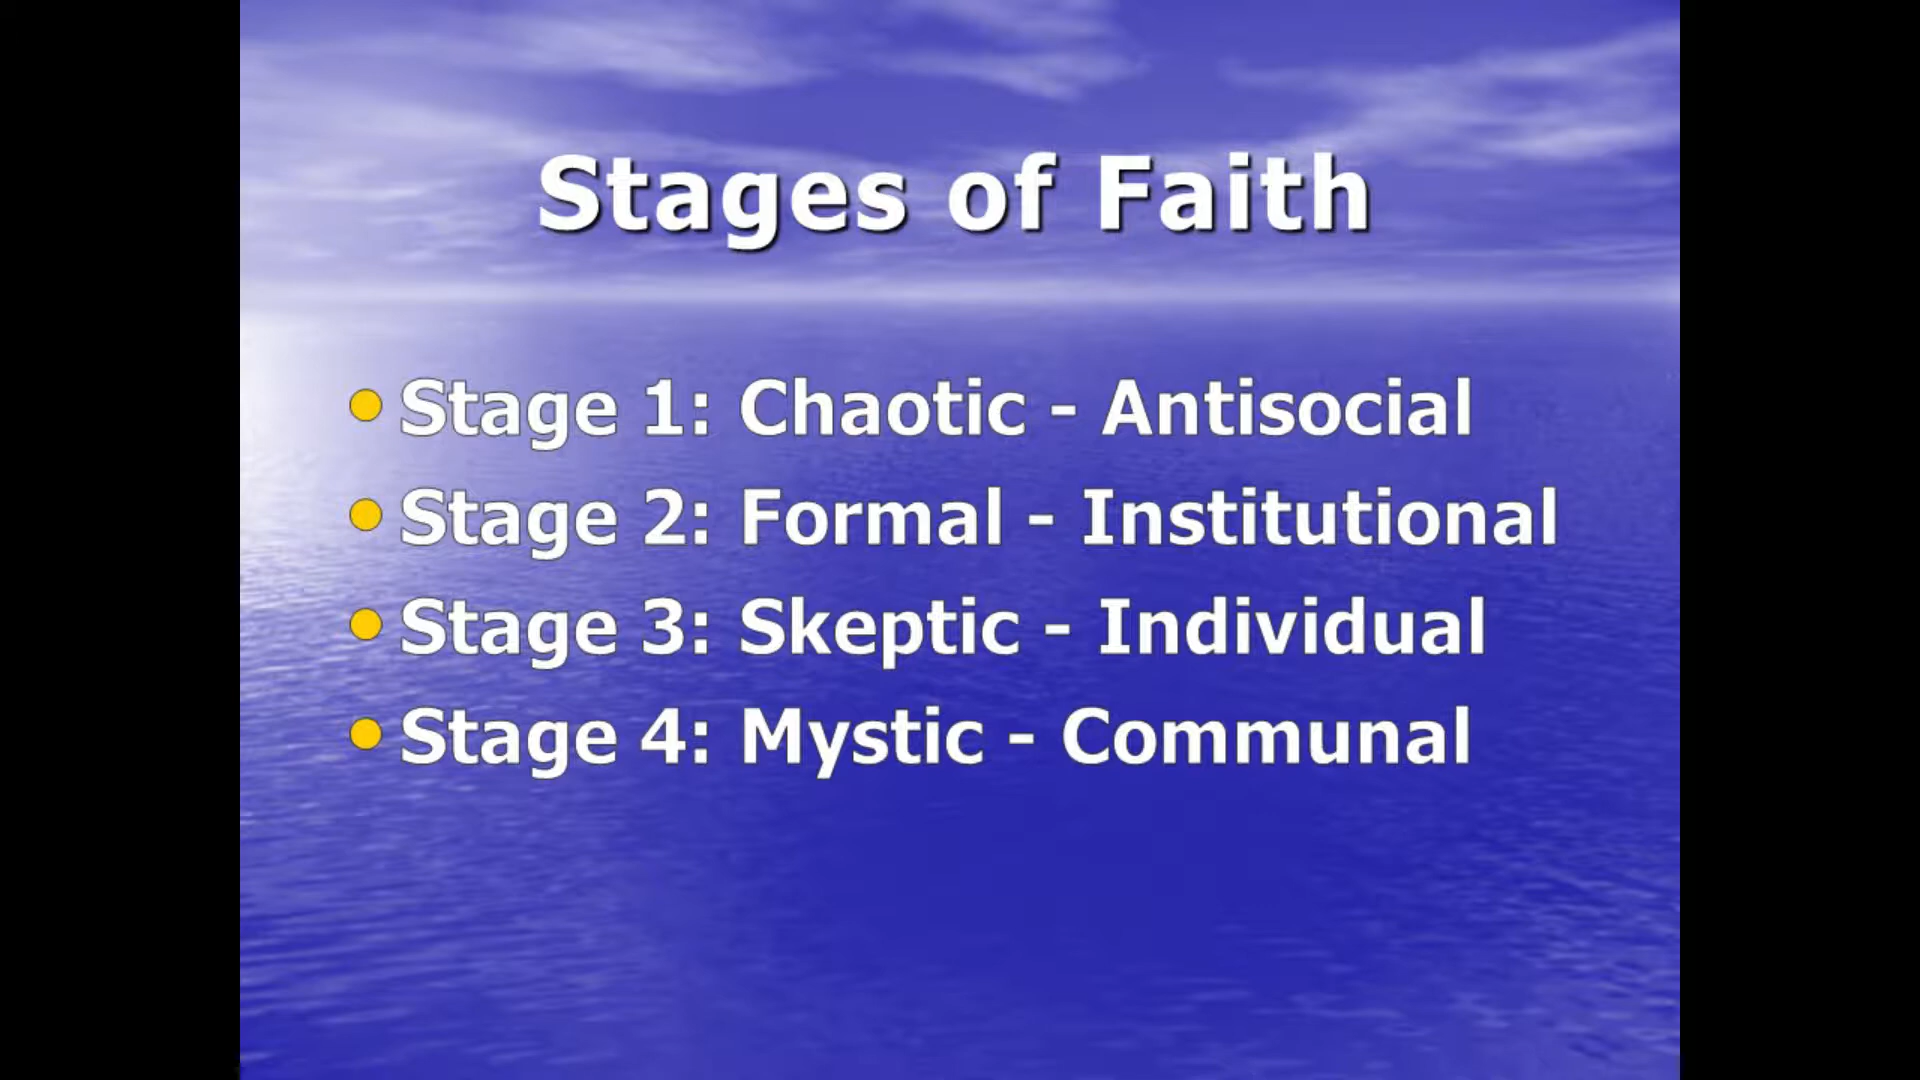 Stages of Faith
Stage 1: Chaotic - Antisocial
Stage 2: Formal - Institutional
Stage 3: Skeptic - Individual
Stage 4: Mystic - Communal